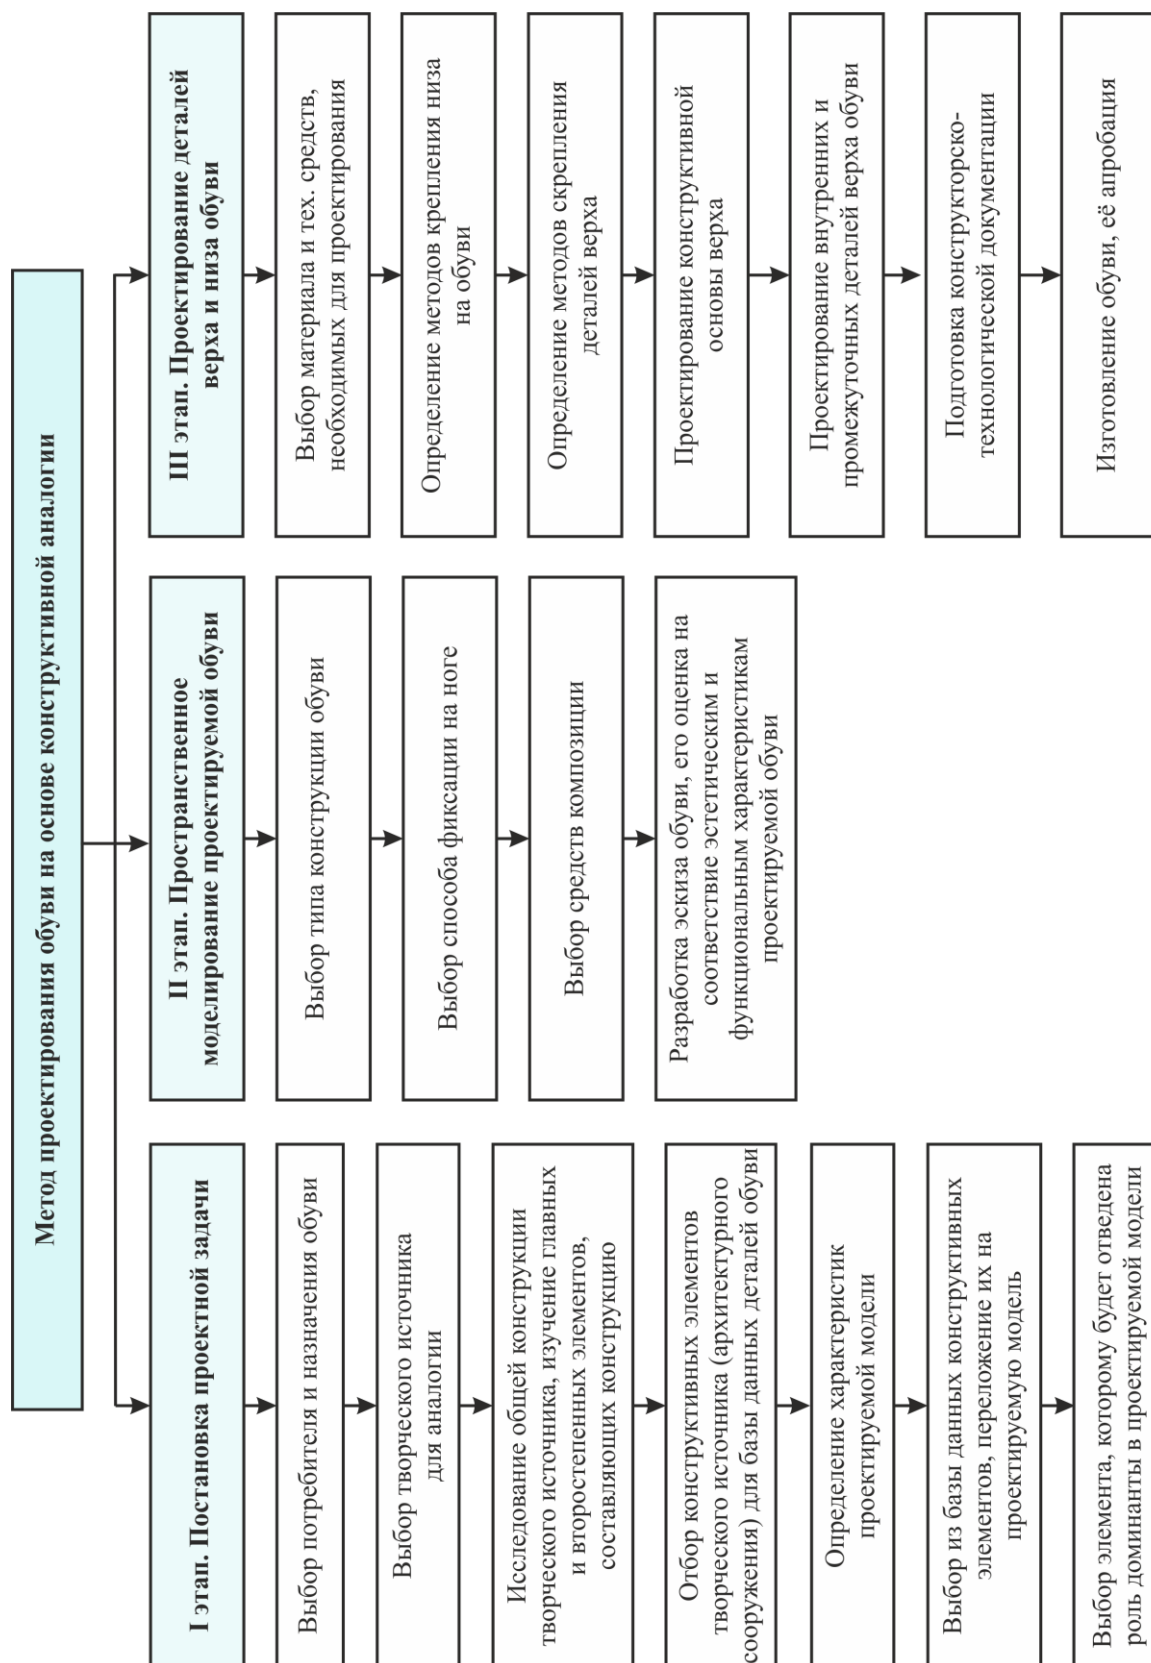 Метод проектирования обуви на основе конструктивной аналогии
I этап. Постановка проектной задачи
Выбор потребителя и назначения обуви
Выбор творческого источника
для аналогии
Исследование общей конструкции
творческого источника, изучение главных
и второстепенных элементов,
составляющих конструкцию
Отбор конструктивных элементов
творческого источника (архитектурного
сооружения) для базы данных деталей обуви
Определение характеристик
проектируемой модели
Выбор из базы данных конструктивных
элементов, переложение их на
проектируемую модель
Выбор элемента, которому будет отведена
роль доминанты в проектируемой модели
II этап. Пространственное
моделирование проектируемой обуви
Выбор типа конструкции обуви
Выбор способа фиксации на ноге
Выбор средств композиции
Разработка эскиза обуви, его оценка на
соответствие эстетическим и
функциональным характеристикам
проектируемой обуви
III этап. Проектирование деталей
верха и низа обуви
Выбор материала и тех. средств,
необходимых для проектирования
Определение методов крепления низа
на обуви
Определение методов скрепления
деталей верха
Проектирование конструктивной
основы верха
Проектирование внутренних и
промежуточных деталей верха обуви
Подготовка конструкторско-
технологической документации
Изготовление обуви, её апробация